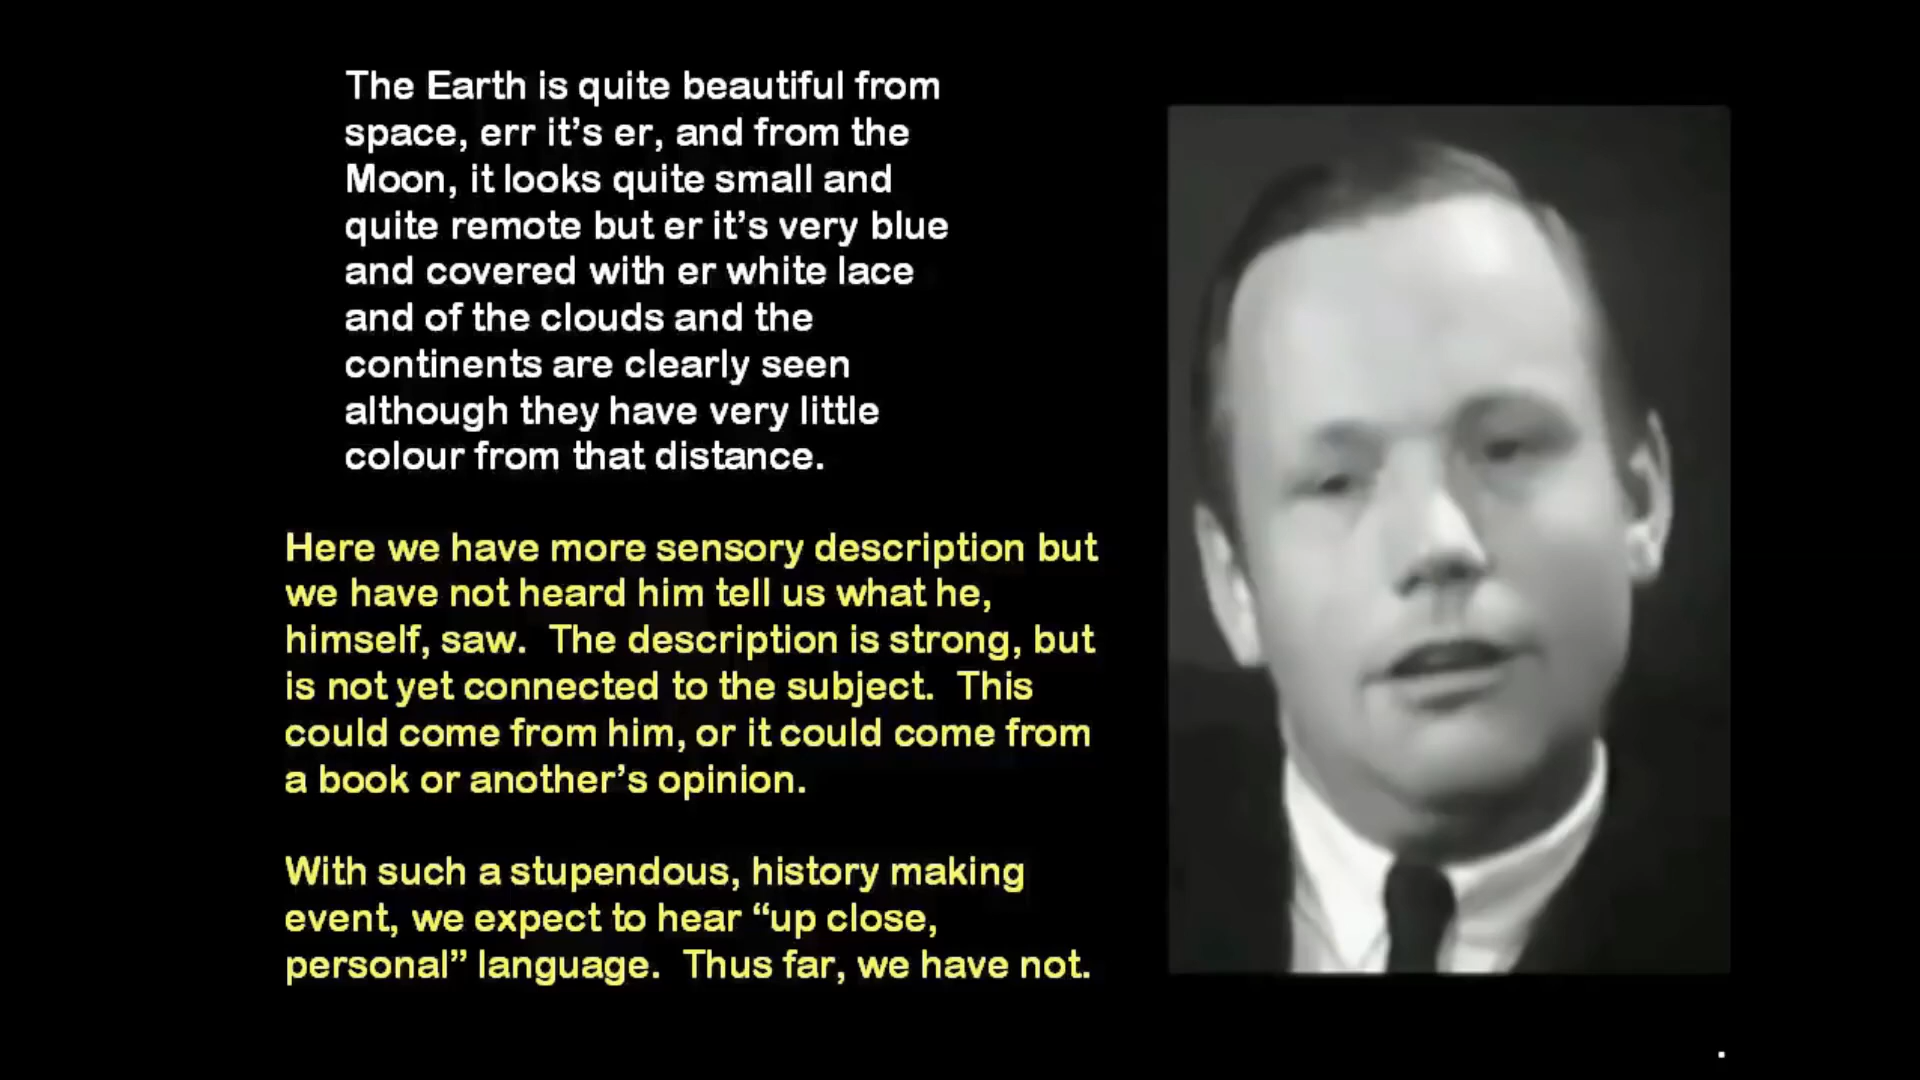 The Earth is quite beautiful from
space, err it’s er, and from the
Moon, it looks quite small and
quite remote but er it’s very blue
and covered with er white lace
and of the clouds and the
continents are clearly seen
although they have very little
colour from that distance.
Here we have more sensory description but
we have not heard him tell us what he,
himself, saw.  The description is strong, but
is not yet connected to the subject.  This
could come from him, or it could come from
a book or another’s opinion.
With such a stupendous, history making
event, we expect to hear “up close,
personal” language.  Thus far, we have not.
.